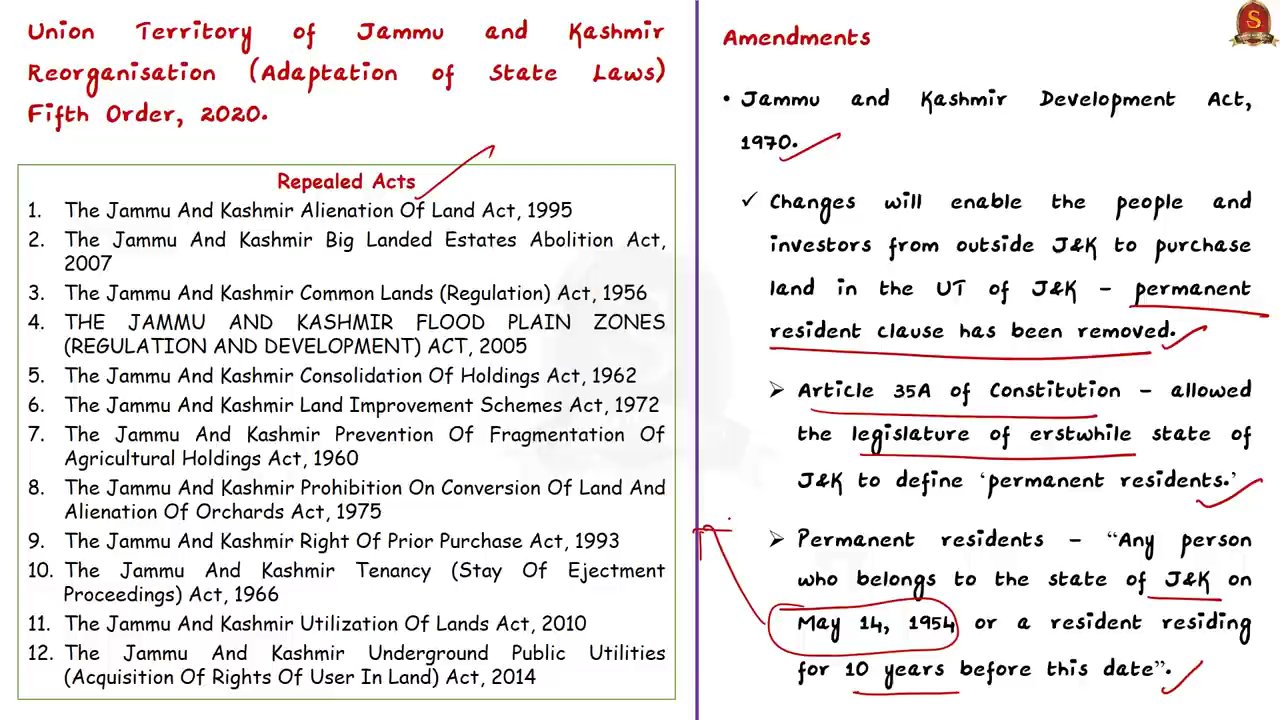 Union Territory of Jammu and Kashmir
Reorganisation (Adaptation of State Laws)
Fifth Order, 2020.
Repealed Acts
1. The Jammu And Kashmir Alienation Of Land Act, 1995
2. The Jammu And Kashmir Big Landed Estates Abolition Act,
2007
3. The Jammu And Kashmir Common Lands (Regulation) Act, 1956
4. THE JAMMU AND KASHMIR FLOOD PLAIN ZONES
(REGULATION AND DEVELOPMENT) ACT, 2005
5. The Jammu And Kashmir Consolidation Of Holdings Act, 1962
6. The Jammu And Kashmir Land Improvement Schemes Act, 1972
7. The Jammu And Kashmir Prevention Of Fragmentation Of
Agricultural Holdings Act, 1960
8. The Jammu And Kashmir Prohibition On Conversion Of Land And
Alienation Of Orchards Act, 1975
9. The Jammu And Kashmir Right Of Prior Purchase Act, 1993
10. The Jammu And Kashmir Tenancy (Stay Of Ejectment
Proceedings) Act, 1966
11. The Jammu And Kashmir Utilization Of Lands Act, 2010
12. The Jammu And Kashmir Underground Public Utilities
(Acquisition Of Rights Of User In Land) Act, 2014
Amendments
• Jammu and Kashmir Development Act,
1970.
✓ Changes will enable the people and
investors from outside J&K to purchase
land in the UT of J&K – permanent
resident clause has been removed.
➢ Article 35A of Constitution – allowed
the legislature of erstwhile state of
J&K to define ‘permanent residents.’
➢ Permanent residents – “Any person
who belongs to the state of J&K on
May 14, 1954 or a resident residing
for 10 years before this date”.
S